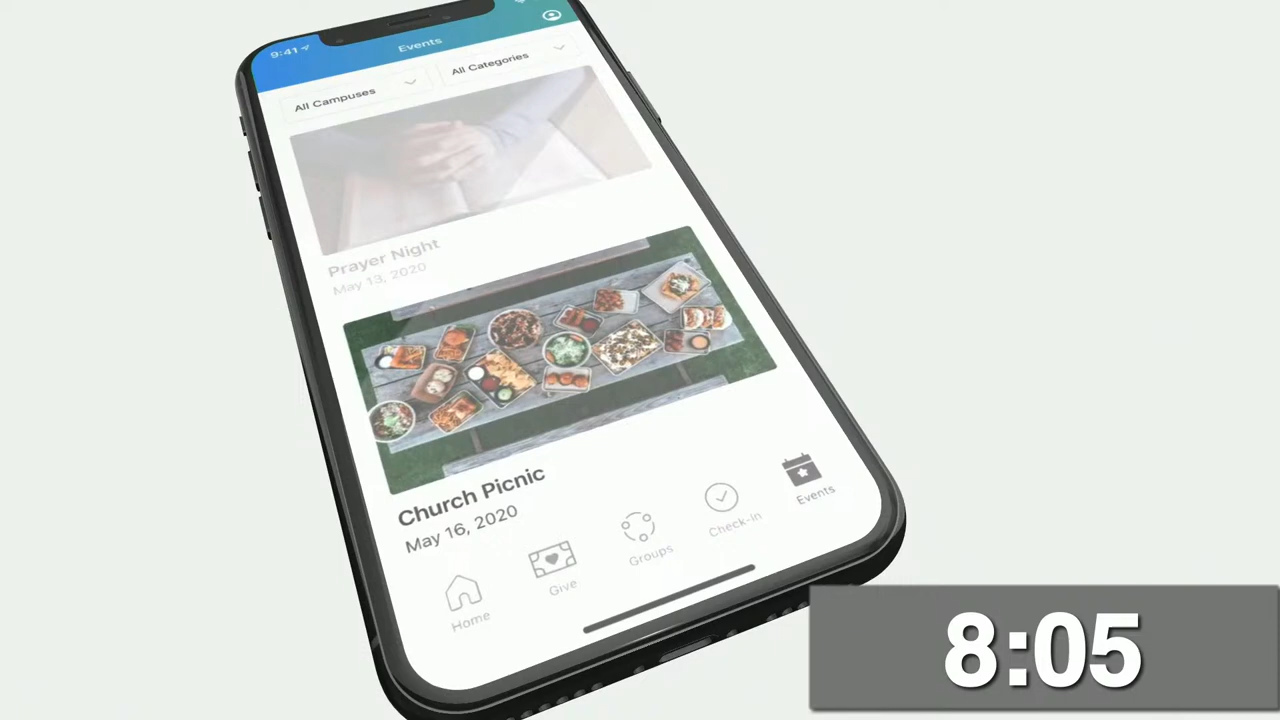 9:41
Events
All Campuses
All Categories
Prayer Night
May 13, 2020
Church Picnic
May 16, 2020
Home
Give
Groups
Check-in
Events
8:05